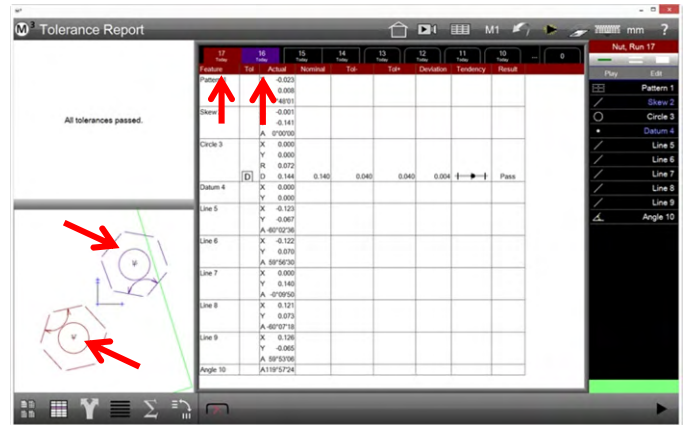 M³ Tolerance Report
M1
mm
?
All tolerances passed.
17 Today
16 Today
15 Today
14 Today
13 Today
12 Today
11 Today
10 Today
...
0
Feature Tol Actual Nominal Tol- Tol+ Deviation Tendency Result
Pattern -0.023
0.008
Skew -0.001
-0.141
A 0°00'00
Circle 3 X 0.000
Y 0.000
R 0.072
D D 0.144 0.140 0.040 0.040 0.004 Pass
Datum 4 X 0.000
Y 0.000
Line 5 X -0.123
Y -0.067
A -60°02'36
Line 6 X -0.122
Y 0.070
A 59°56'30
Line 7 X 0.000
Y 0.140
A -0°09'50
Line 8 X 0.121
Y 0.073
A -60°07'18
Line 9 X 0.126
Y -0.065
A 59°53'06
Angle 10 A 119°57'24
Nut, Run 17
Play Edit
Pattern 1
Skew 2
Circle 3
Datum 4
Line 5
Line 6
Line 7
Line 8
Line 9
Angle 10